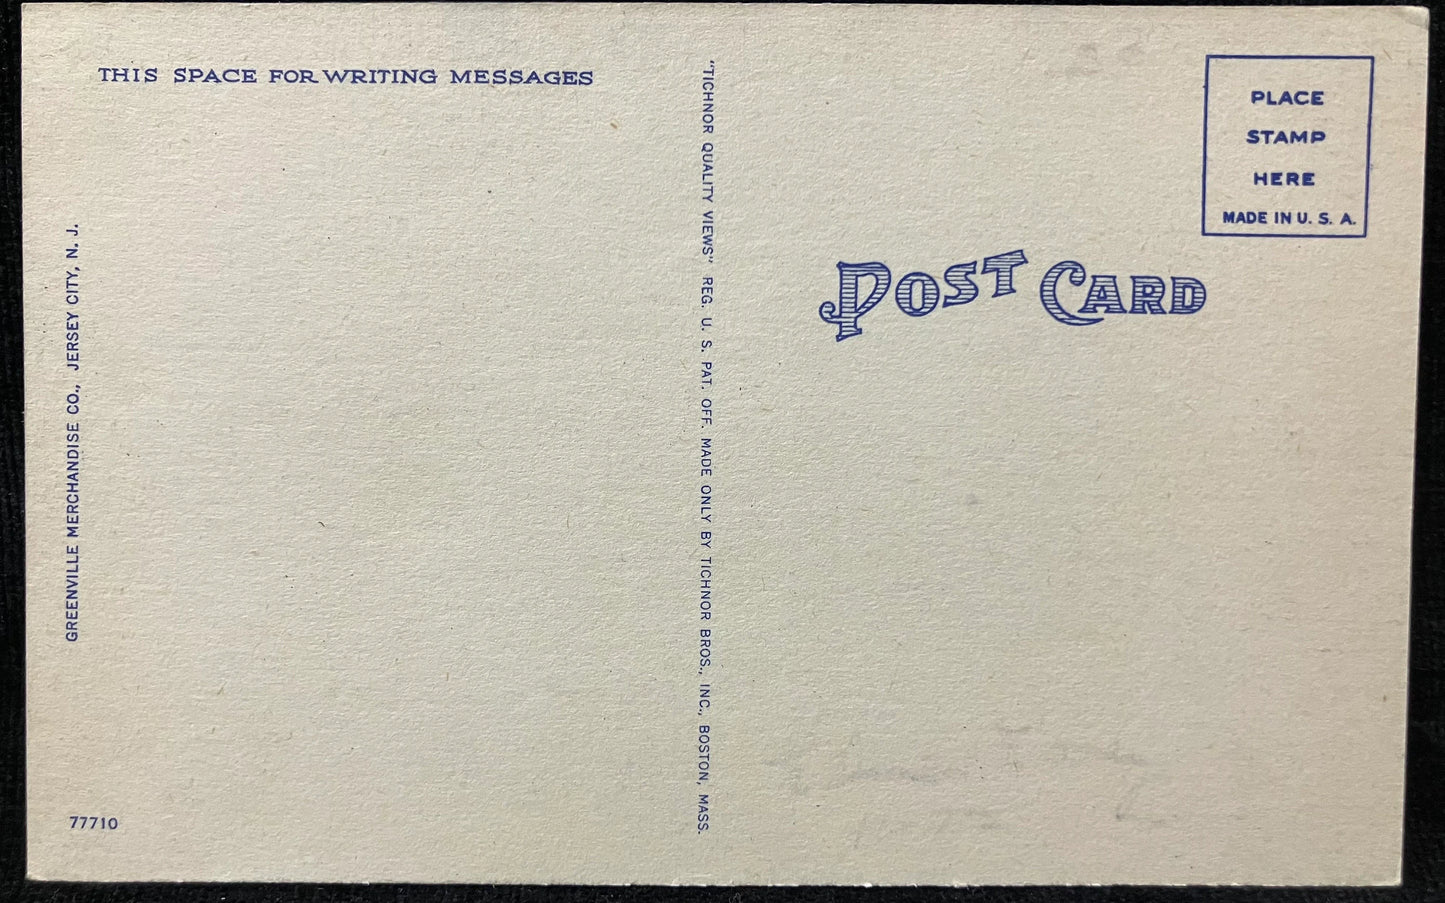 THIS SPACE FOR WRITING MESSAGES
GREENVILLE MERCHANDISE CO., JERSEY CITY, N. J.
77710
"TICHNOR QUALITY VIEWS" REG. U. S. PAT. OFF. MADE ONLY BY TICHNOR BROS., INC., BOSTON, MASS.
PLACE
STAMP
HERE
MADE IN U. S. A.
POST CARD